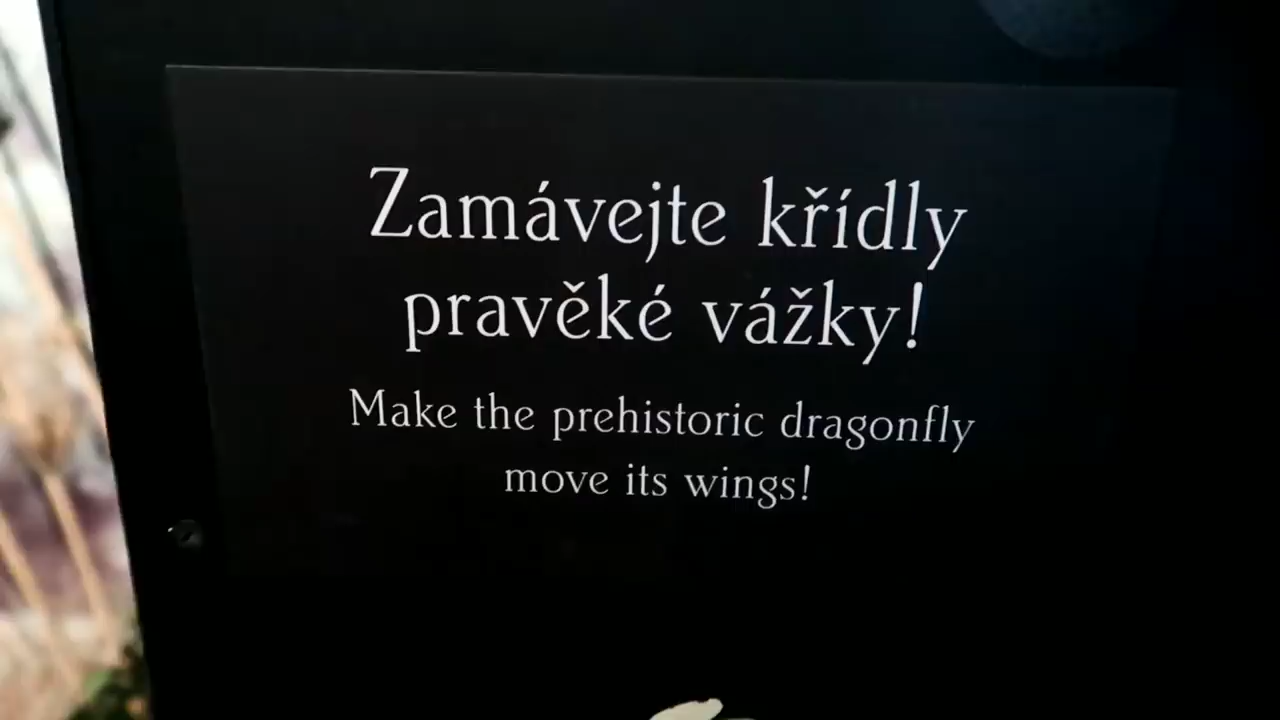 Zamávejte křídly
pravěké vážky!
Make the prehistoric dragonfly
move its wings!